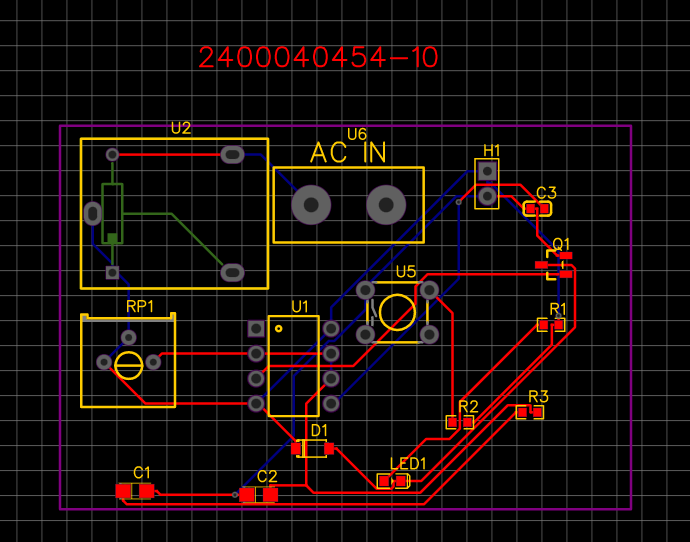 2400040454-10
U2
U6
AC IN
H1
C3
Q1
U5
RP1
U1
R1
R2
R3
D1
LED1
C1
C2